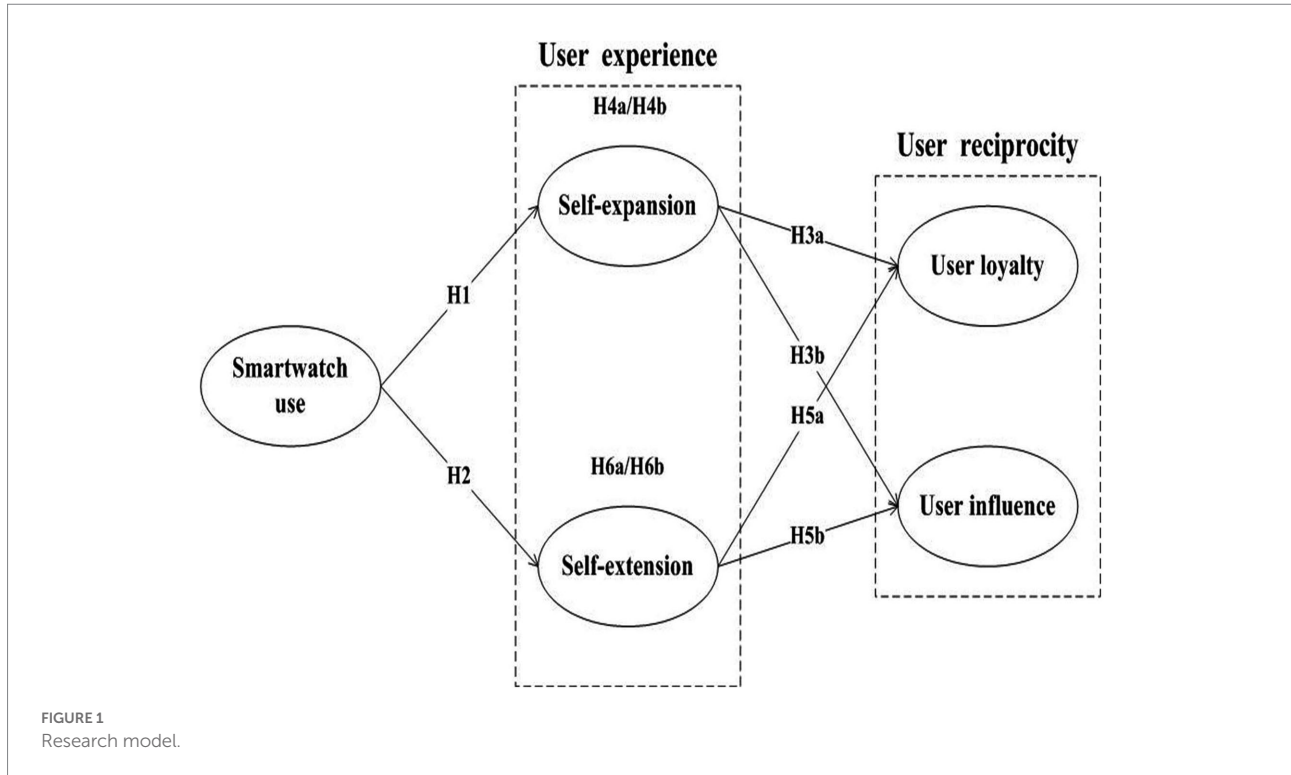 User experience
H4a/H4b
User reciprocity
Self-expansion
H3a
User loyalty
H1
H3b
Smartwatch
use
H5a
H2
H6a/H6b
User influence
H5b
Self-extension
FIGURE 1
Research model.